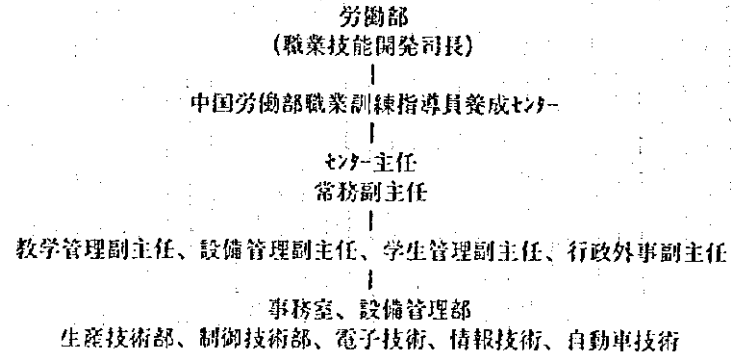 労働部
(職業技能開発司長)
中国労働部職業訓練指導員養成センター
センター主任
常務副主任
教学管理副主任、設備管理副主任、学生管理副主任、行政外事副主任
事務室、設備管理部
生産技術部、制御技術部、電子技術、情報技術、自動車技術